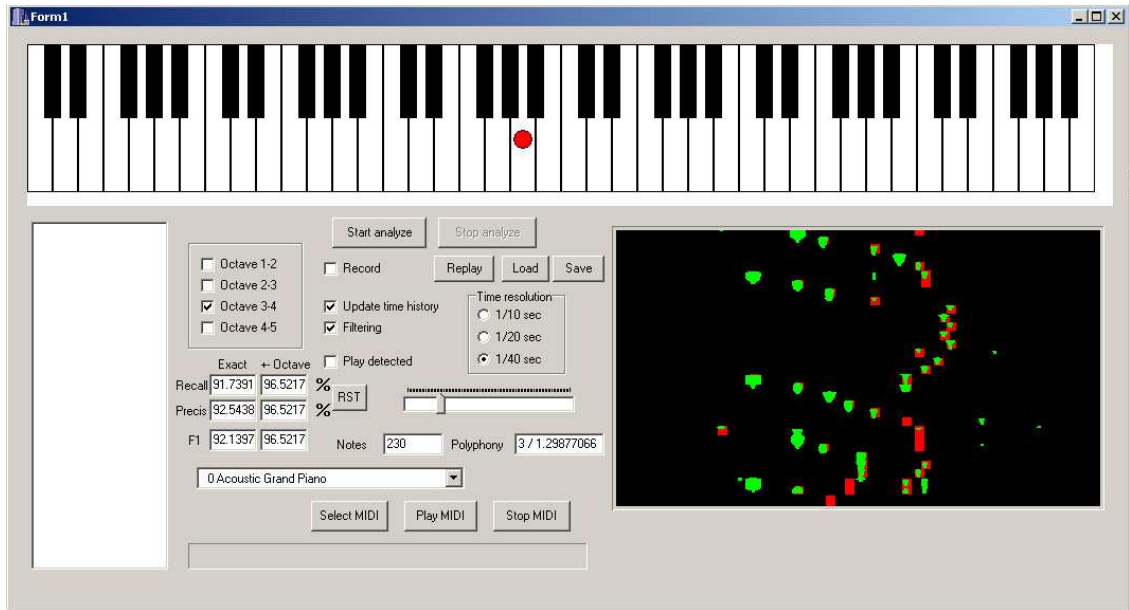 Form1
Start analyze Stop analyze
Octave 1-2
Octave 2-3
Octave 3-4
Octave 4-5
Record Replay Load Save
Update time history
Filtering
Play detected
Time resolution
1/10 sec
1/20 sec
1/40 sec
Exact +- Octave
Recall 91.7391 96.5217 %
Precis 92.5438 96.5217 %
F1 92.1397 96.5217
RST
Notes 230 Polyphony 3 / 1.29877066
0 Acoustic Grand Piano
Select MIDI Play MIDI Stop MIDI